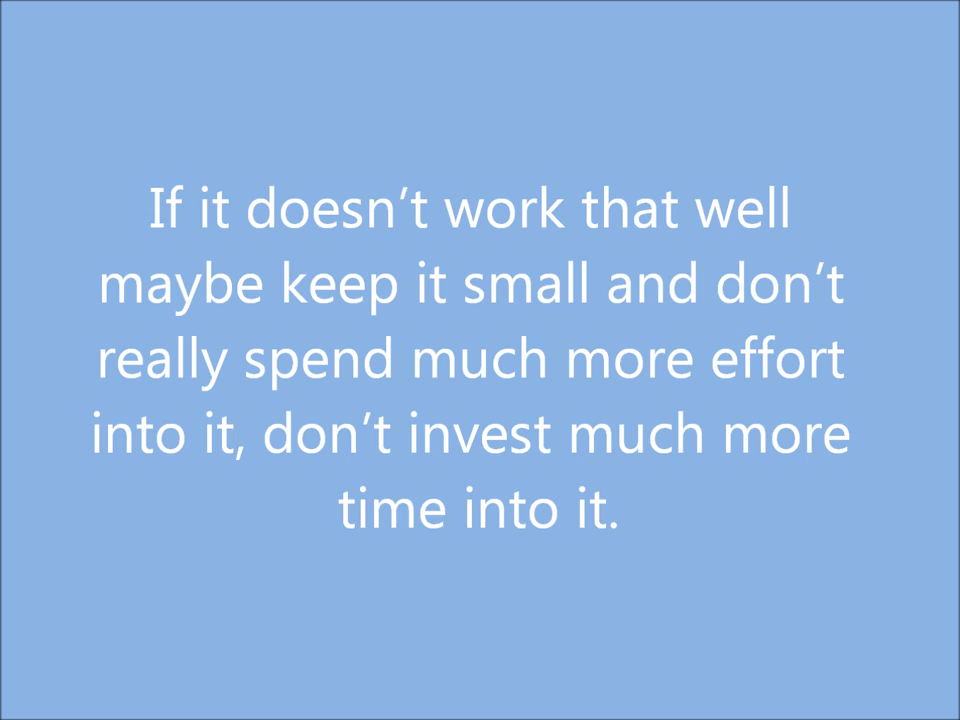 If it doesn’t work that well
maybe keep it small and don’t
really spend much more effort
into it, don’t invest much more
time into it.